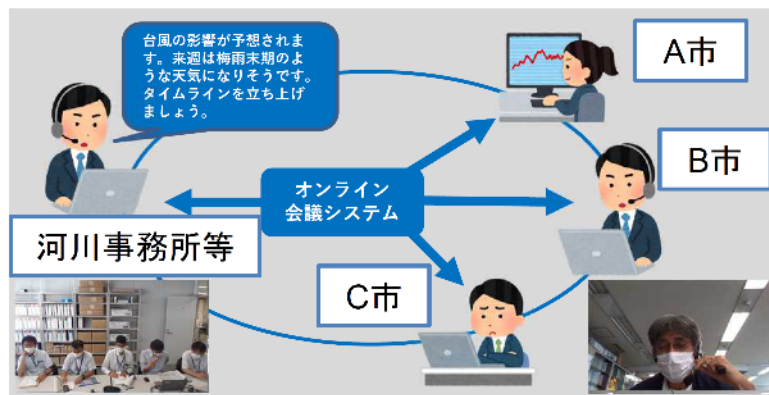 台風の影響が予想されま
す。来週は梅雨末期のよ
うな天気になりそうです。
タイムラインを立ち上げ
ましょう。
A市
B市
オンライン
会議システム
河川事務所等
C市